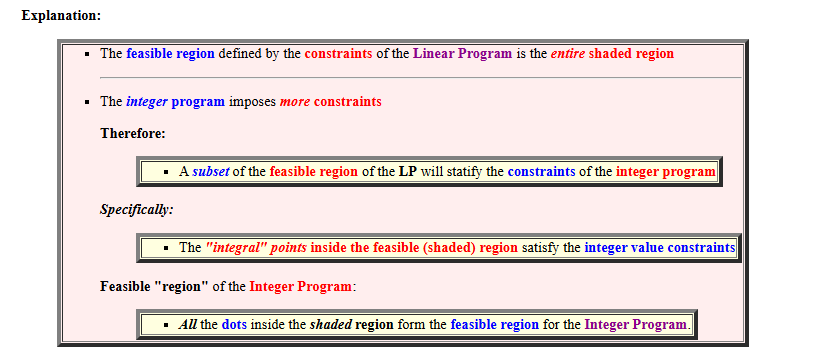 Explanation:
The feasible region defined by the constraints of the Linear Program is the entire shaded region
The integer program imposes more constraints
Therefore:
A subset of the feasible region of the LP will statify the constraints of the integer program
Specifically:
The "integral" points inside the feasible (shaded) region satisfy the integer value constraints
Feasible "region" of the Integer Program:
All the dots inside the shaded region form the feasible region for the Integer Program.